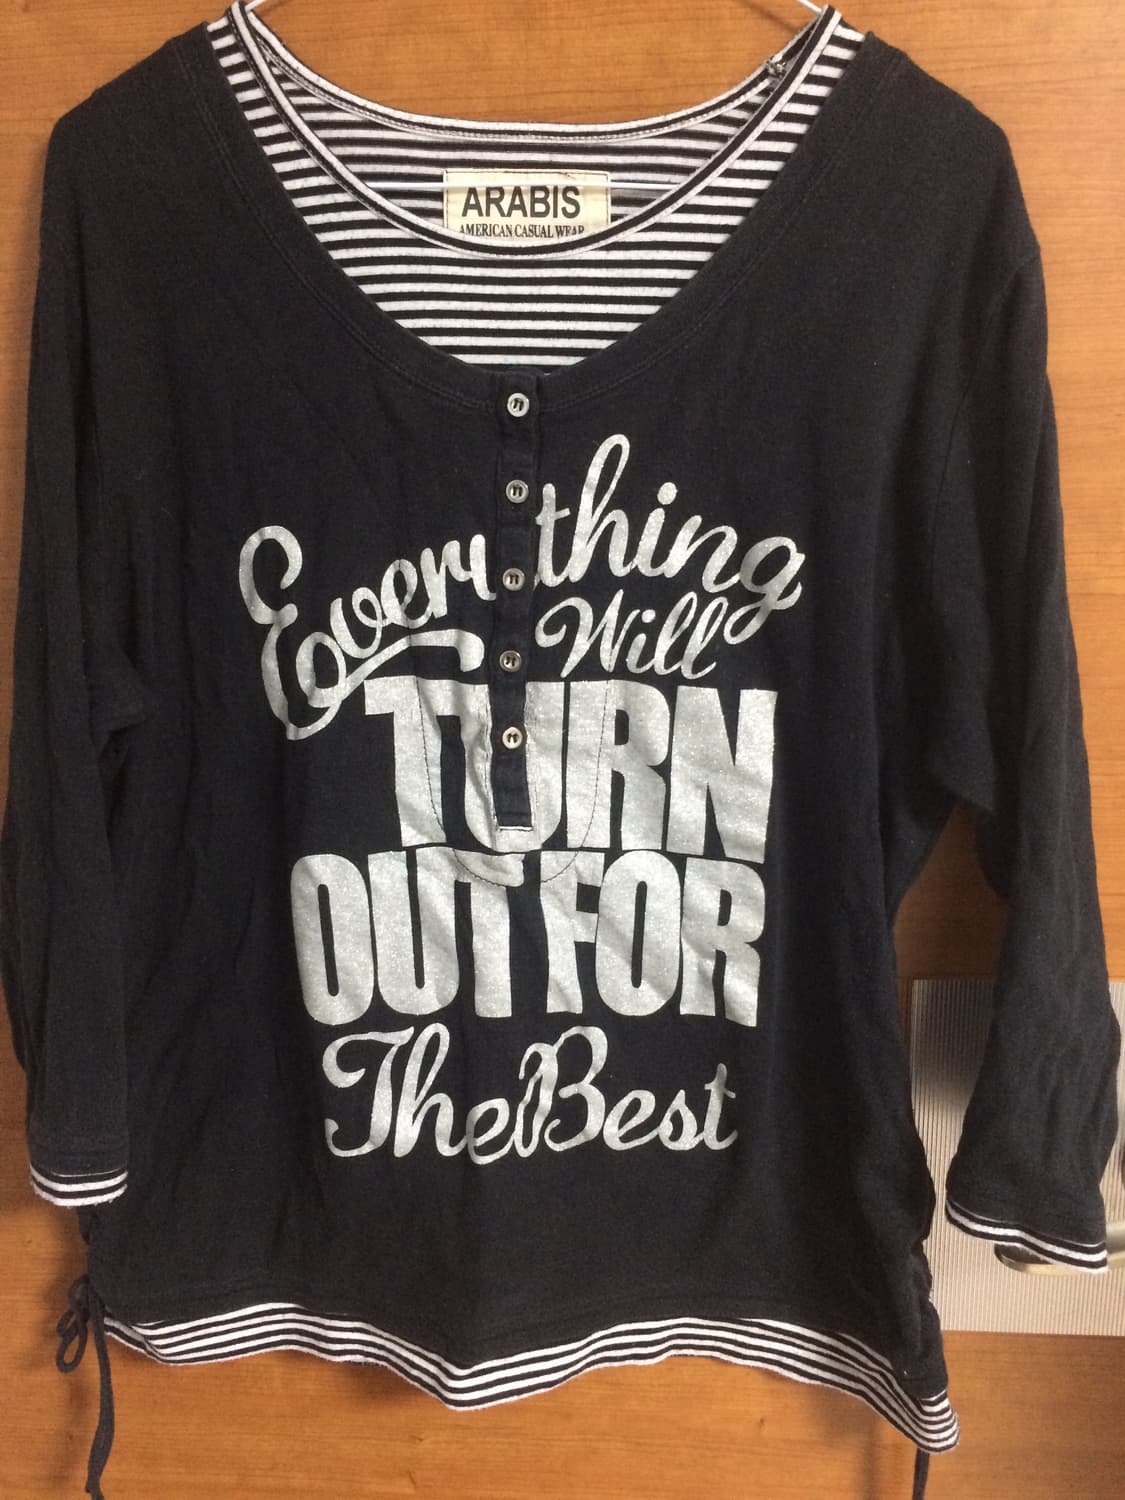 ARABIS
AMERICAN CASUAL WEAR
Everything
Will
TURN
OUT FOR
The Best